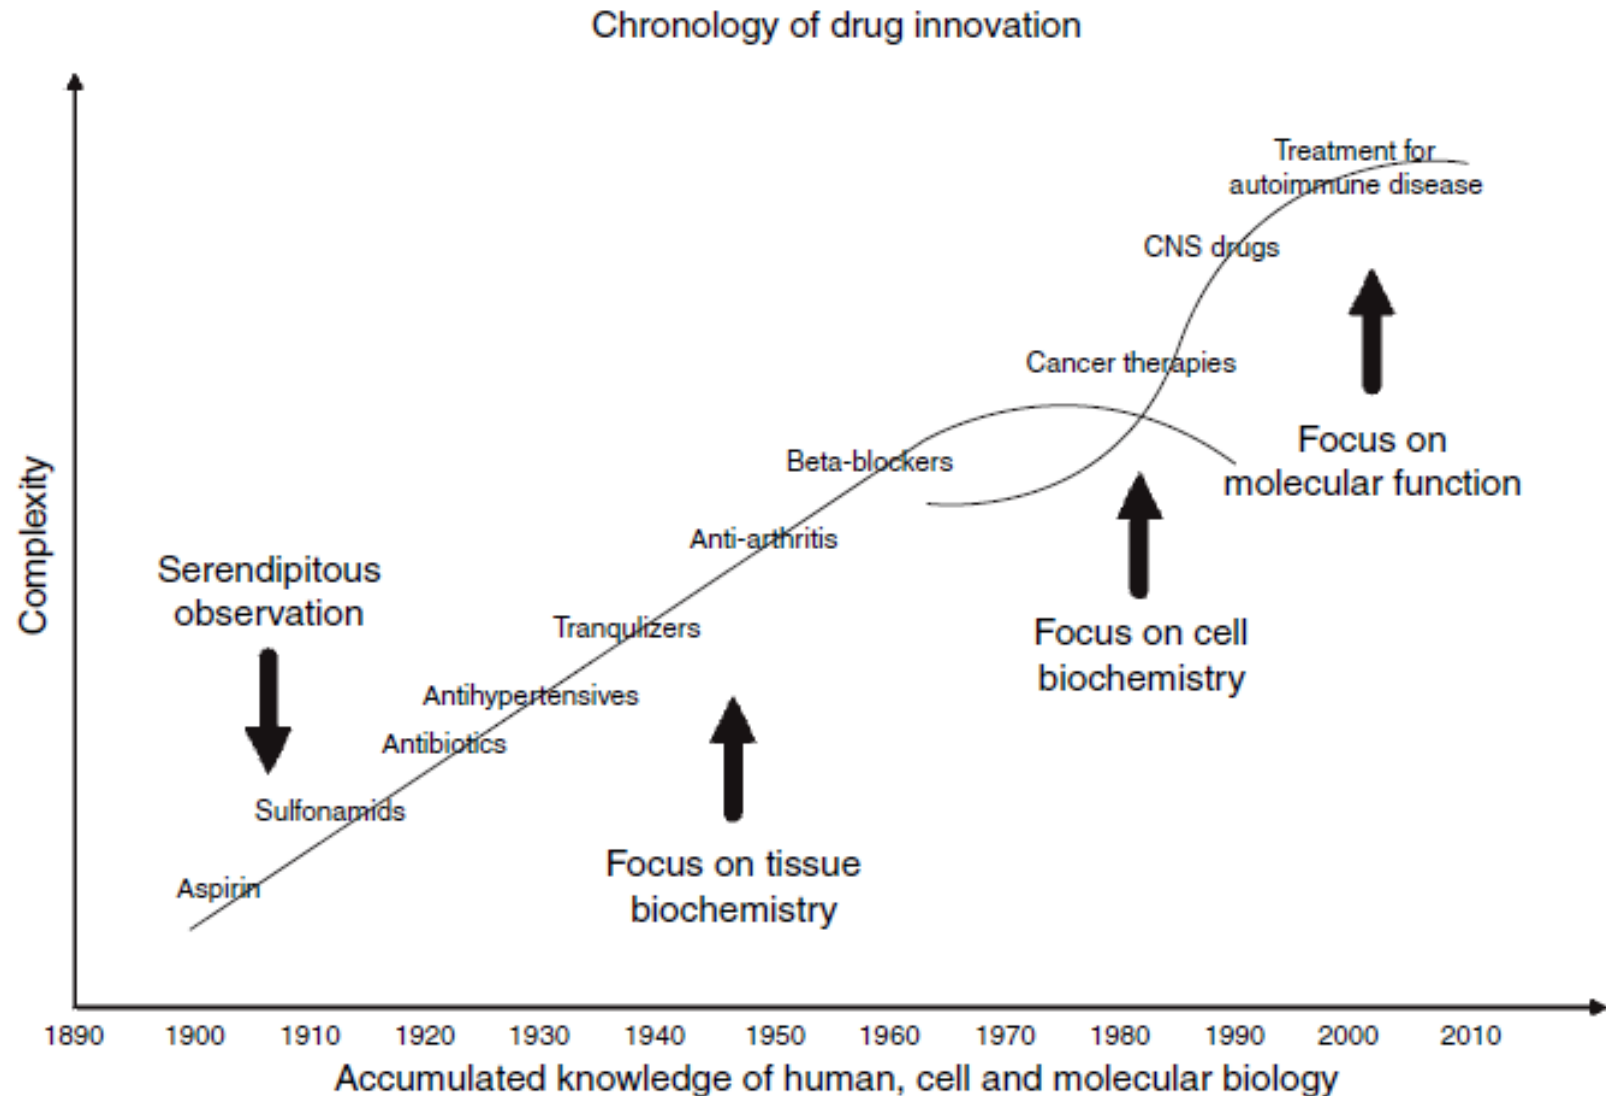 Chronology of drug innovation
Treatment for
autoimmune disease
CNS drugs
Cancer therapies
Focus on
molecular function
Beta-blockers
Anti-arthritis
Serendipitous
observation
Tranqulizers
Focus on cell
biochemistry
Antihypertensives
Antibiotics
Sulfonamids
Focus on tissue
biochemistry
Aspirin
Complexity
1890 1900 1910 1920 1930 1940 1950 1960 1970 1980 1990 2000 2010
Accumulated knowledge of human, cell and molecular biology